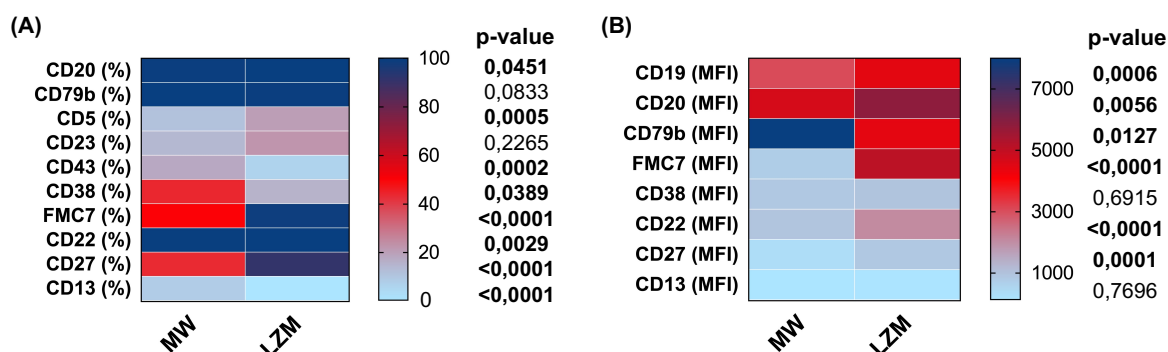 (A)
p-value
CD20 (%)
CD79b (%)
CD5 (%)
CD23 (%)
CD43 (%)
CD38 (%)
FMC7 (%)
CD22 (%)
CD27 (%)
CD13 (%)
MW
LZM
100
80
60
40
20
0
0,0451
0,0833
0,0005
0,2265
0,0002
0,0389
<0,0001
0,0029
<0,0001
<0,0001
(B)
p-value
CD19 (MFI)
CD20 (MFI)
CD79b (MFI)
FMC7 (MFI)
CD38 (MFI)
CD22 (MFI)
CD27 (MFI)
CD13 (MFI)
MW
LZM
7000
5000
3000
1000
0,0006
0,0056
0,0127
<0,0001
0,6915
<0,0001
0,0001
0,7696